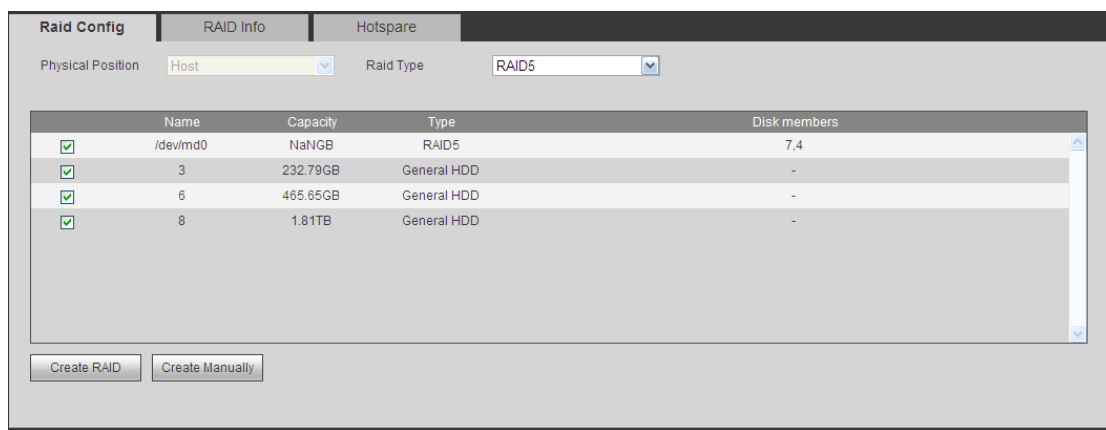 Raid Config RAID Info Hotspare
Physical Position Host Raid Type RAID5
Name Capacity Type Disk members
/dev/md0 NaNGB RAID5 7,4
3 232.79GB General HDD -
6 465.65GB General HDD -
8 1.81TB General HDD -
Create RAID Create Manually